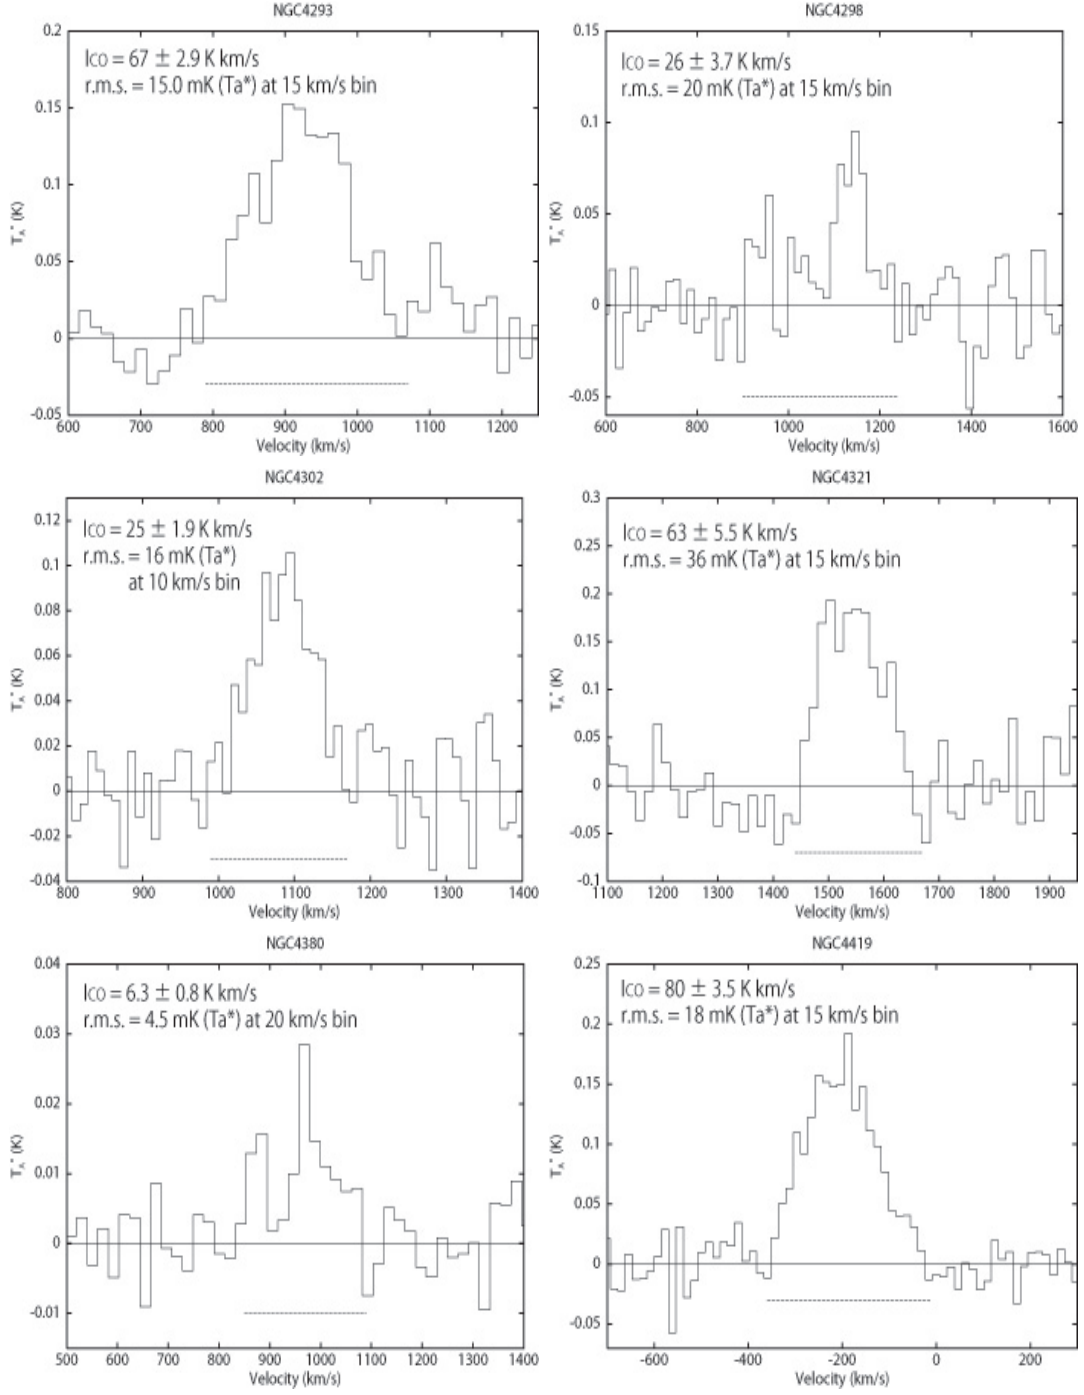 NGC4293
ICO = 67 ± 2.9 K km/s
r.m.s. = 15.0 mK (Ta*) at 15 km/s bin
0.2
0.15
0.1
0.05
0
-0.05
TA* (K)
600 700 800 900 1000 1100 1200
Velocity (km/s)
NGC4298
ICO = 26 ± 3.7 K km/s
r.m.s. = 20 mK (Ta*) at 15 km/s bin
0.15
0.1
0.05
0
-0.05
TA* (K)
600 800 1000 1200 1400 1600
Velocity (km/s)
NGC4302
ICO = 25 ± 1.9 K km/s
r.m.s. = 16 mK (Ta*)
at 10 km/s bin
0.12
0.1
0.08
0.06
0.04
0.02
0
-0.02
-0.04
TA* (K)
800 900 1000 1100 1200 1300 1400
Velocity (km/s)
NGC4321
ICO = 63 ± 5.5 K km/s
r.m.s. = 36 mK (Ta*) at 15 km/s bin
0.3
0.25
0.2
0.15
0.1
0.05
0
-0.05
-0.1
TA* (K)
1100 1200 1300 1400 1500 1600 1700 1800 1900
Velocity (km/s)
NGC4380
ICO = 6.3 ± 0.8 K km/s
r.m.s. = 4.5 mK (Ta*) at 20 km/s bin
0.04
0.03
0.02
0.01
0
-0.01
TA* (K)
500 600 700 800 900 1000 1100 1200 1300 1400
Velocity (km/s)
NGC4419
ICO = 80 ± 3.5 K km/s
r.m.s. = 18 mK (Ta*) at 15 km/s bin
0.25
0.2
0.15
0.1
0.05
0
-0.05
TA* (K)
-600 -400 -200 0 200
Velocity (km/s)